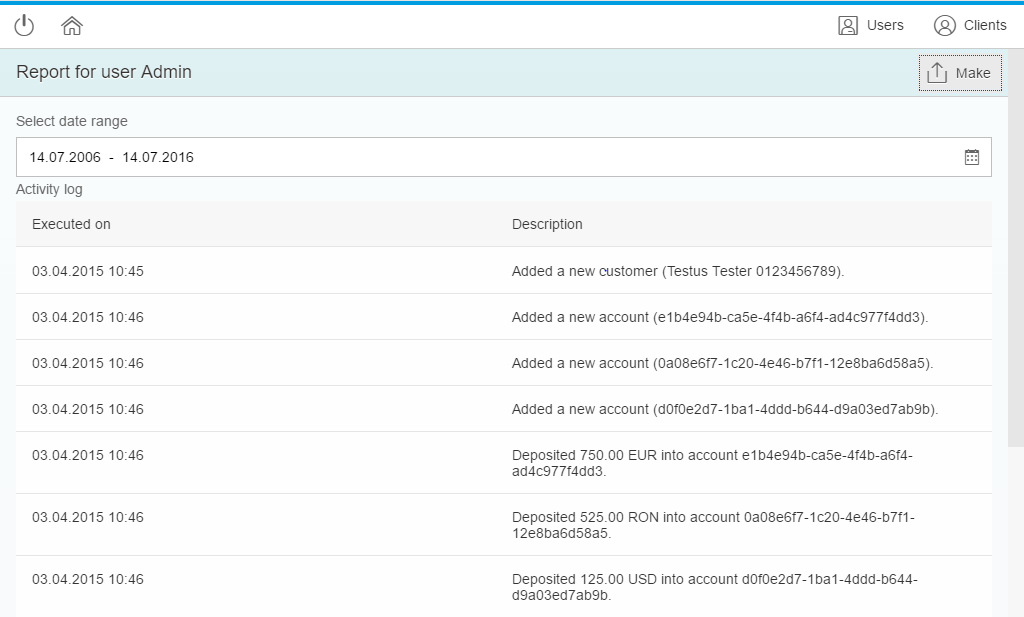 Users Clients
Report for user Admin Make
Select date range
14.07.2006 - 14.07.2016
Activity log
Executed on Description
03.04.2015 10:45 Added a new customer (Testus Tester 0123456789).
03.04.2015 10:46 Added a new account (e1b4e94b-ca5e-4f4b-a6f4-ad4c977f4dd3).
03.04.2015 10:46 Added a new account (0a08e6f7-1c20-4e46-b7f1-12e8ba6d58a5).
03.04.2015 10:46 Added a new account (d0f0e2d7-1ba1-4ddd-b644-d9a03ed7ab9b).
03.04.2015 10:46 Deposited 750.00 EUR into account e1b4e94b-ca5e-4f4b-a6f4-
ad4c977f4dd3.
03.04.2015 10:46 Deposited 525.00 RON into account 0a08e6f7-1c20-4e46-b7f1-
12e8ba6d58a5.
03.04.2015 10:46 Deposited 125.00 USD into account d0f0e2d7-1ba1-4ddd-b644-
d9a03ed7ab9b.